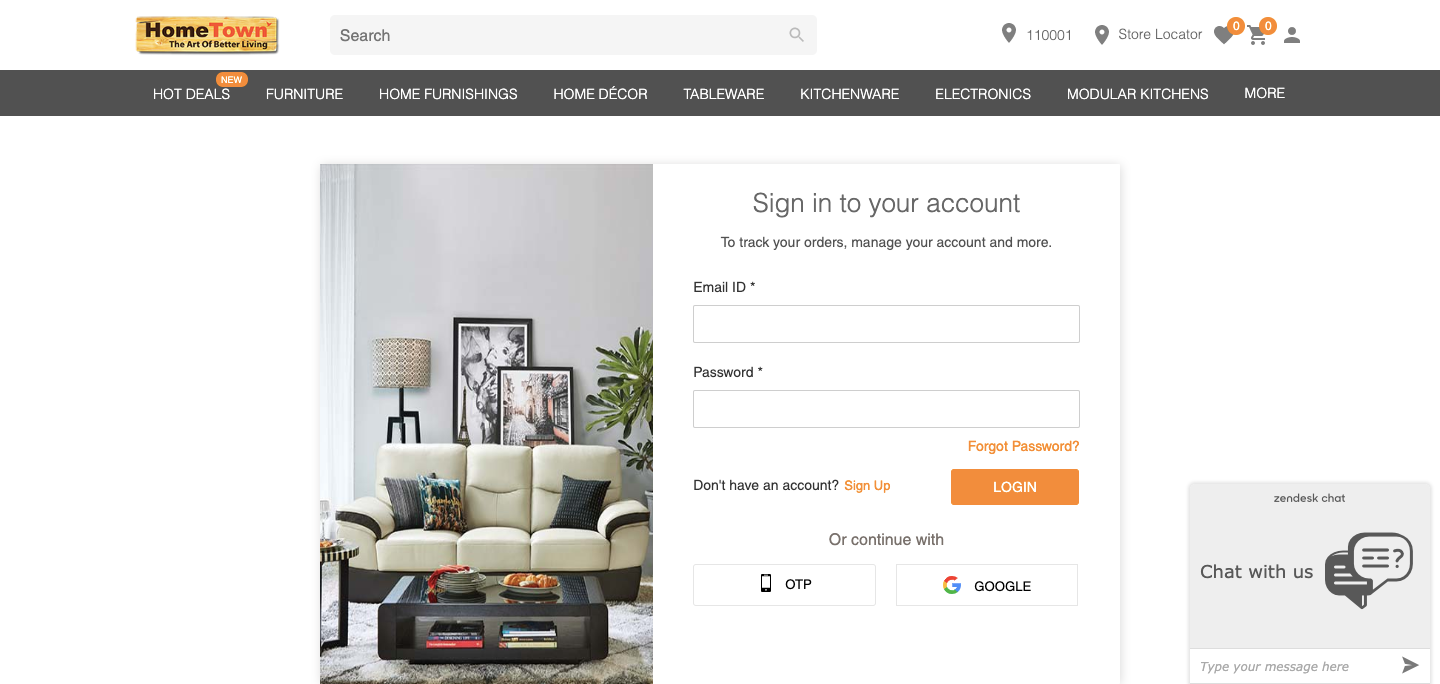 HomeTown
The Art Of Better Living
Search
110001
Store Locator
0
0
HOT DEALS
NEW
FURNITURE
HOME FURNISHINGS
HOME DÉCOR
TABLEWARE
KITCHENWARE
ELECTRONICS
MODULAR KITCHENS
MORE
Sign in to your account
To track your orders, manage your account and more.
Email ID *
Password *
Forgot Password?
Don't have an account? Sign Up
LOGIN
Or continue with
OTP
GOOGLE
zendesk chat
Chat with us
?
Type your message here